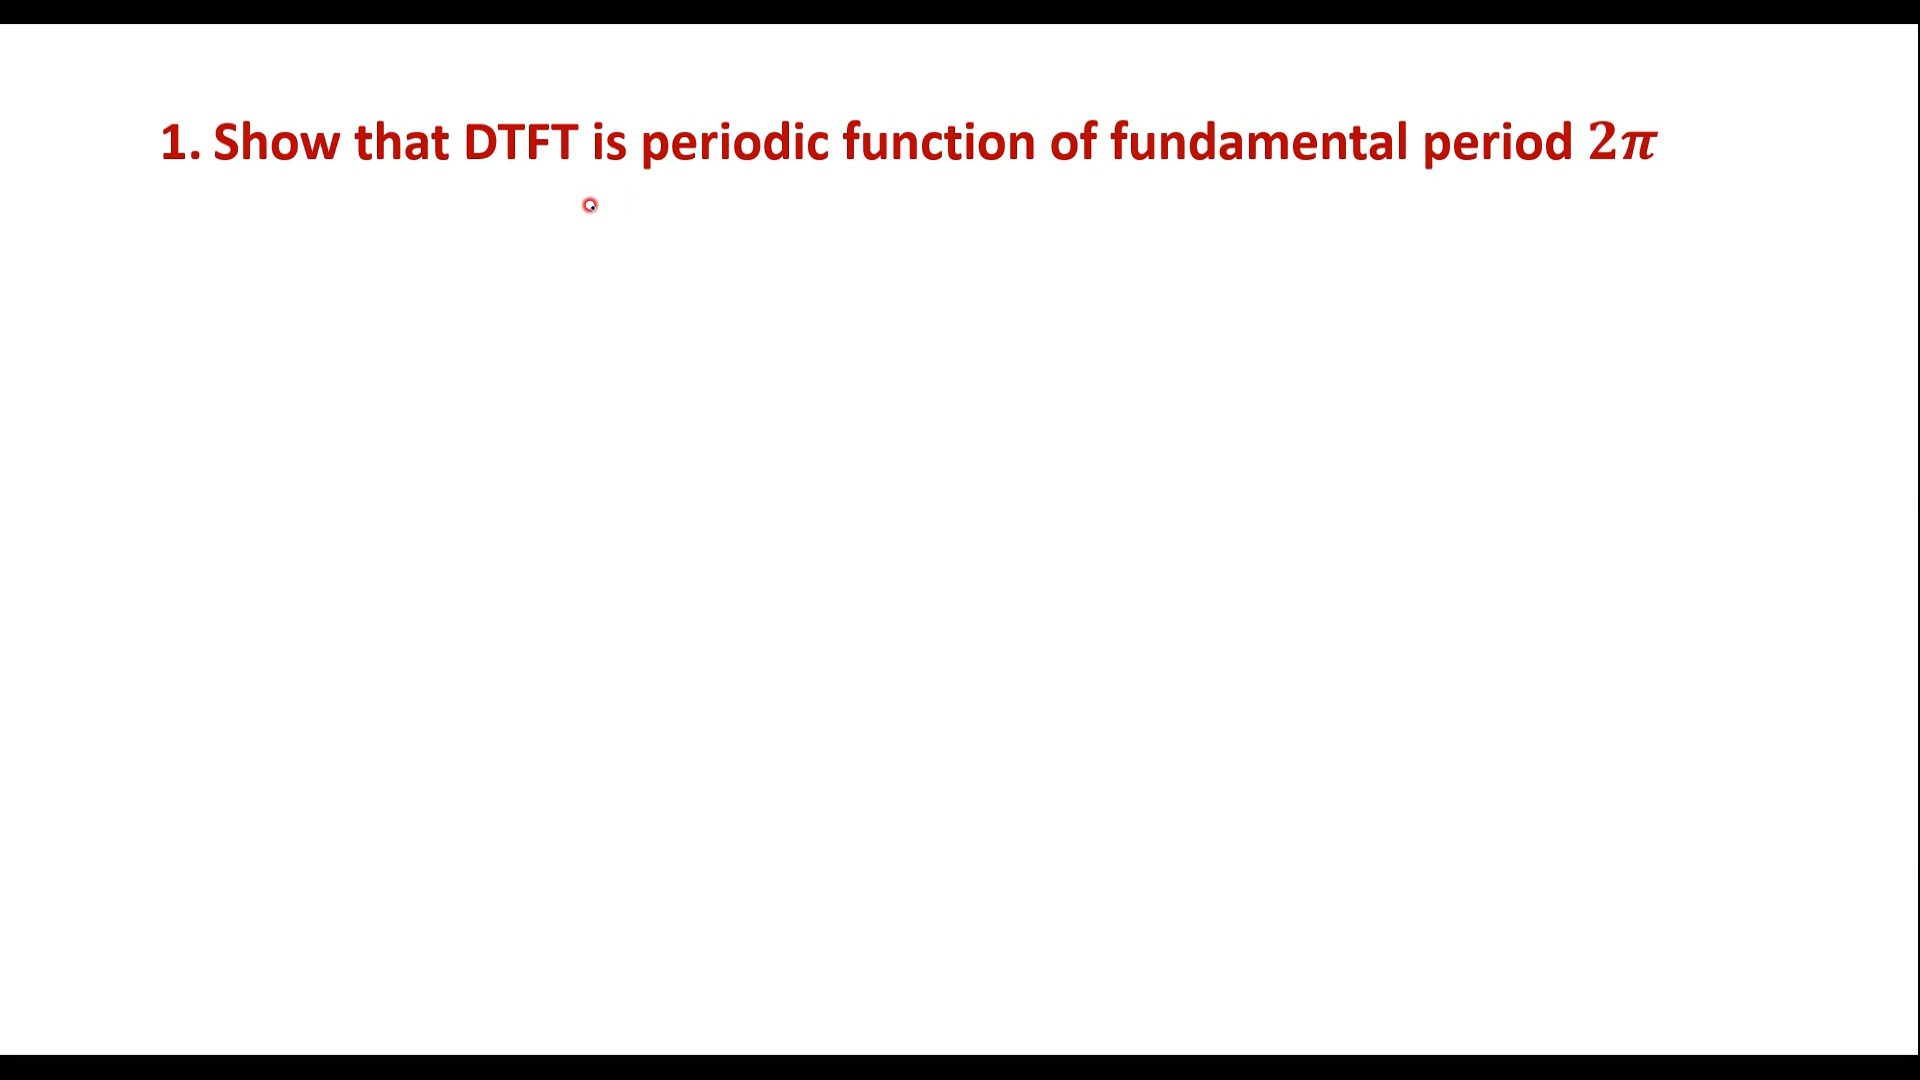 1. Show that DTFT is periodic function of fundamental period 2π